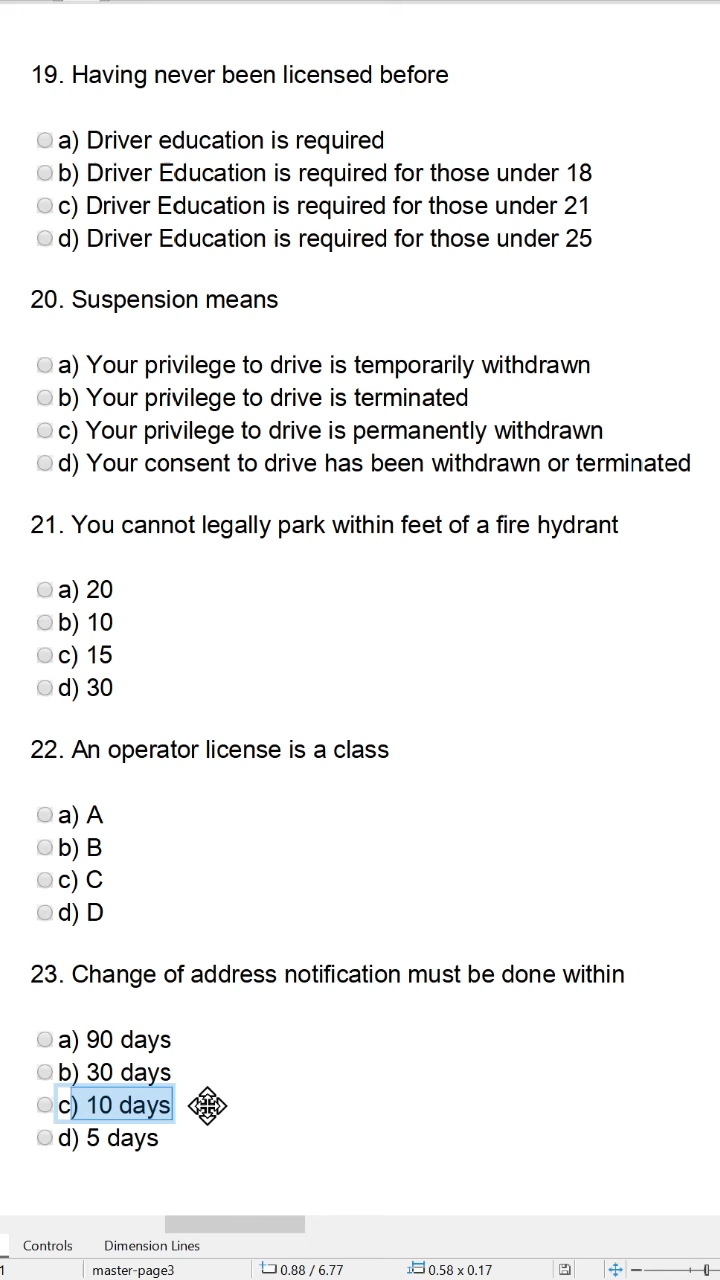 19. Having never been licensed before
a) Driver education is required
b) Driver Education is required for those under 18
c) Driver Education is required for those under 21
d) Driver Education is required for those under 25
20. Suspension means
a) Your privilege to drive is temporarily withdrawn
b) Your privilege to drive is terminated
c) Your privilege to drive is permanently withdrawn
d) Your consent to drive has been withdrawn or terminated
21. You cannot legally park within feet of a fire hydrant
a) 20
b) 10
c) 15
d) 30
22. An operator license is a class
a) A
b) B
c) C
d) D
23. Change of address notification must be done within
a) 90 days
b) 30 days
c) 10 days
d) 5 days
Controls Dimension Lines
1 master-page3 0.88 / 6.77 0.58 x 0.17